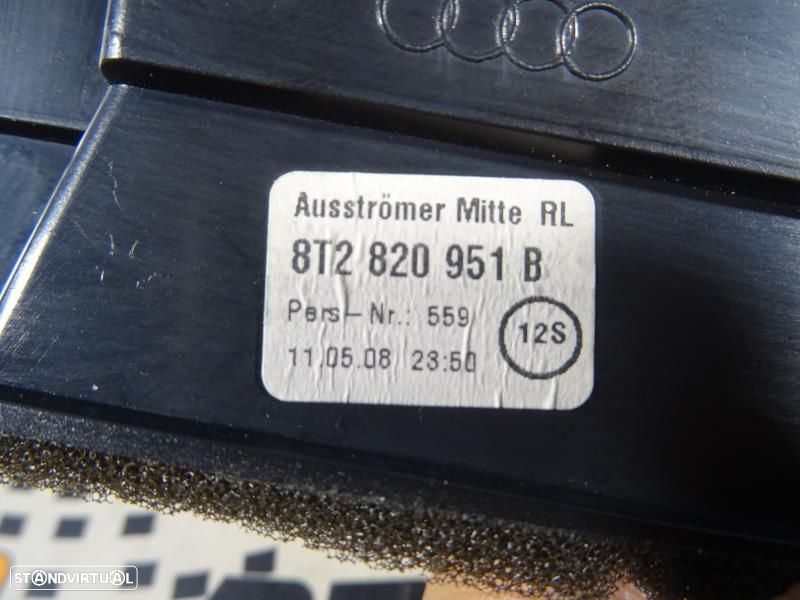 Ausströmer Mitte RL
8T2 820 951 B
Pers-Nr.: 559
12S
11.05.08 23:50
STANDVIRTUAL